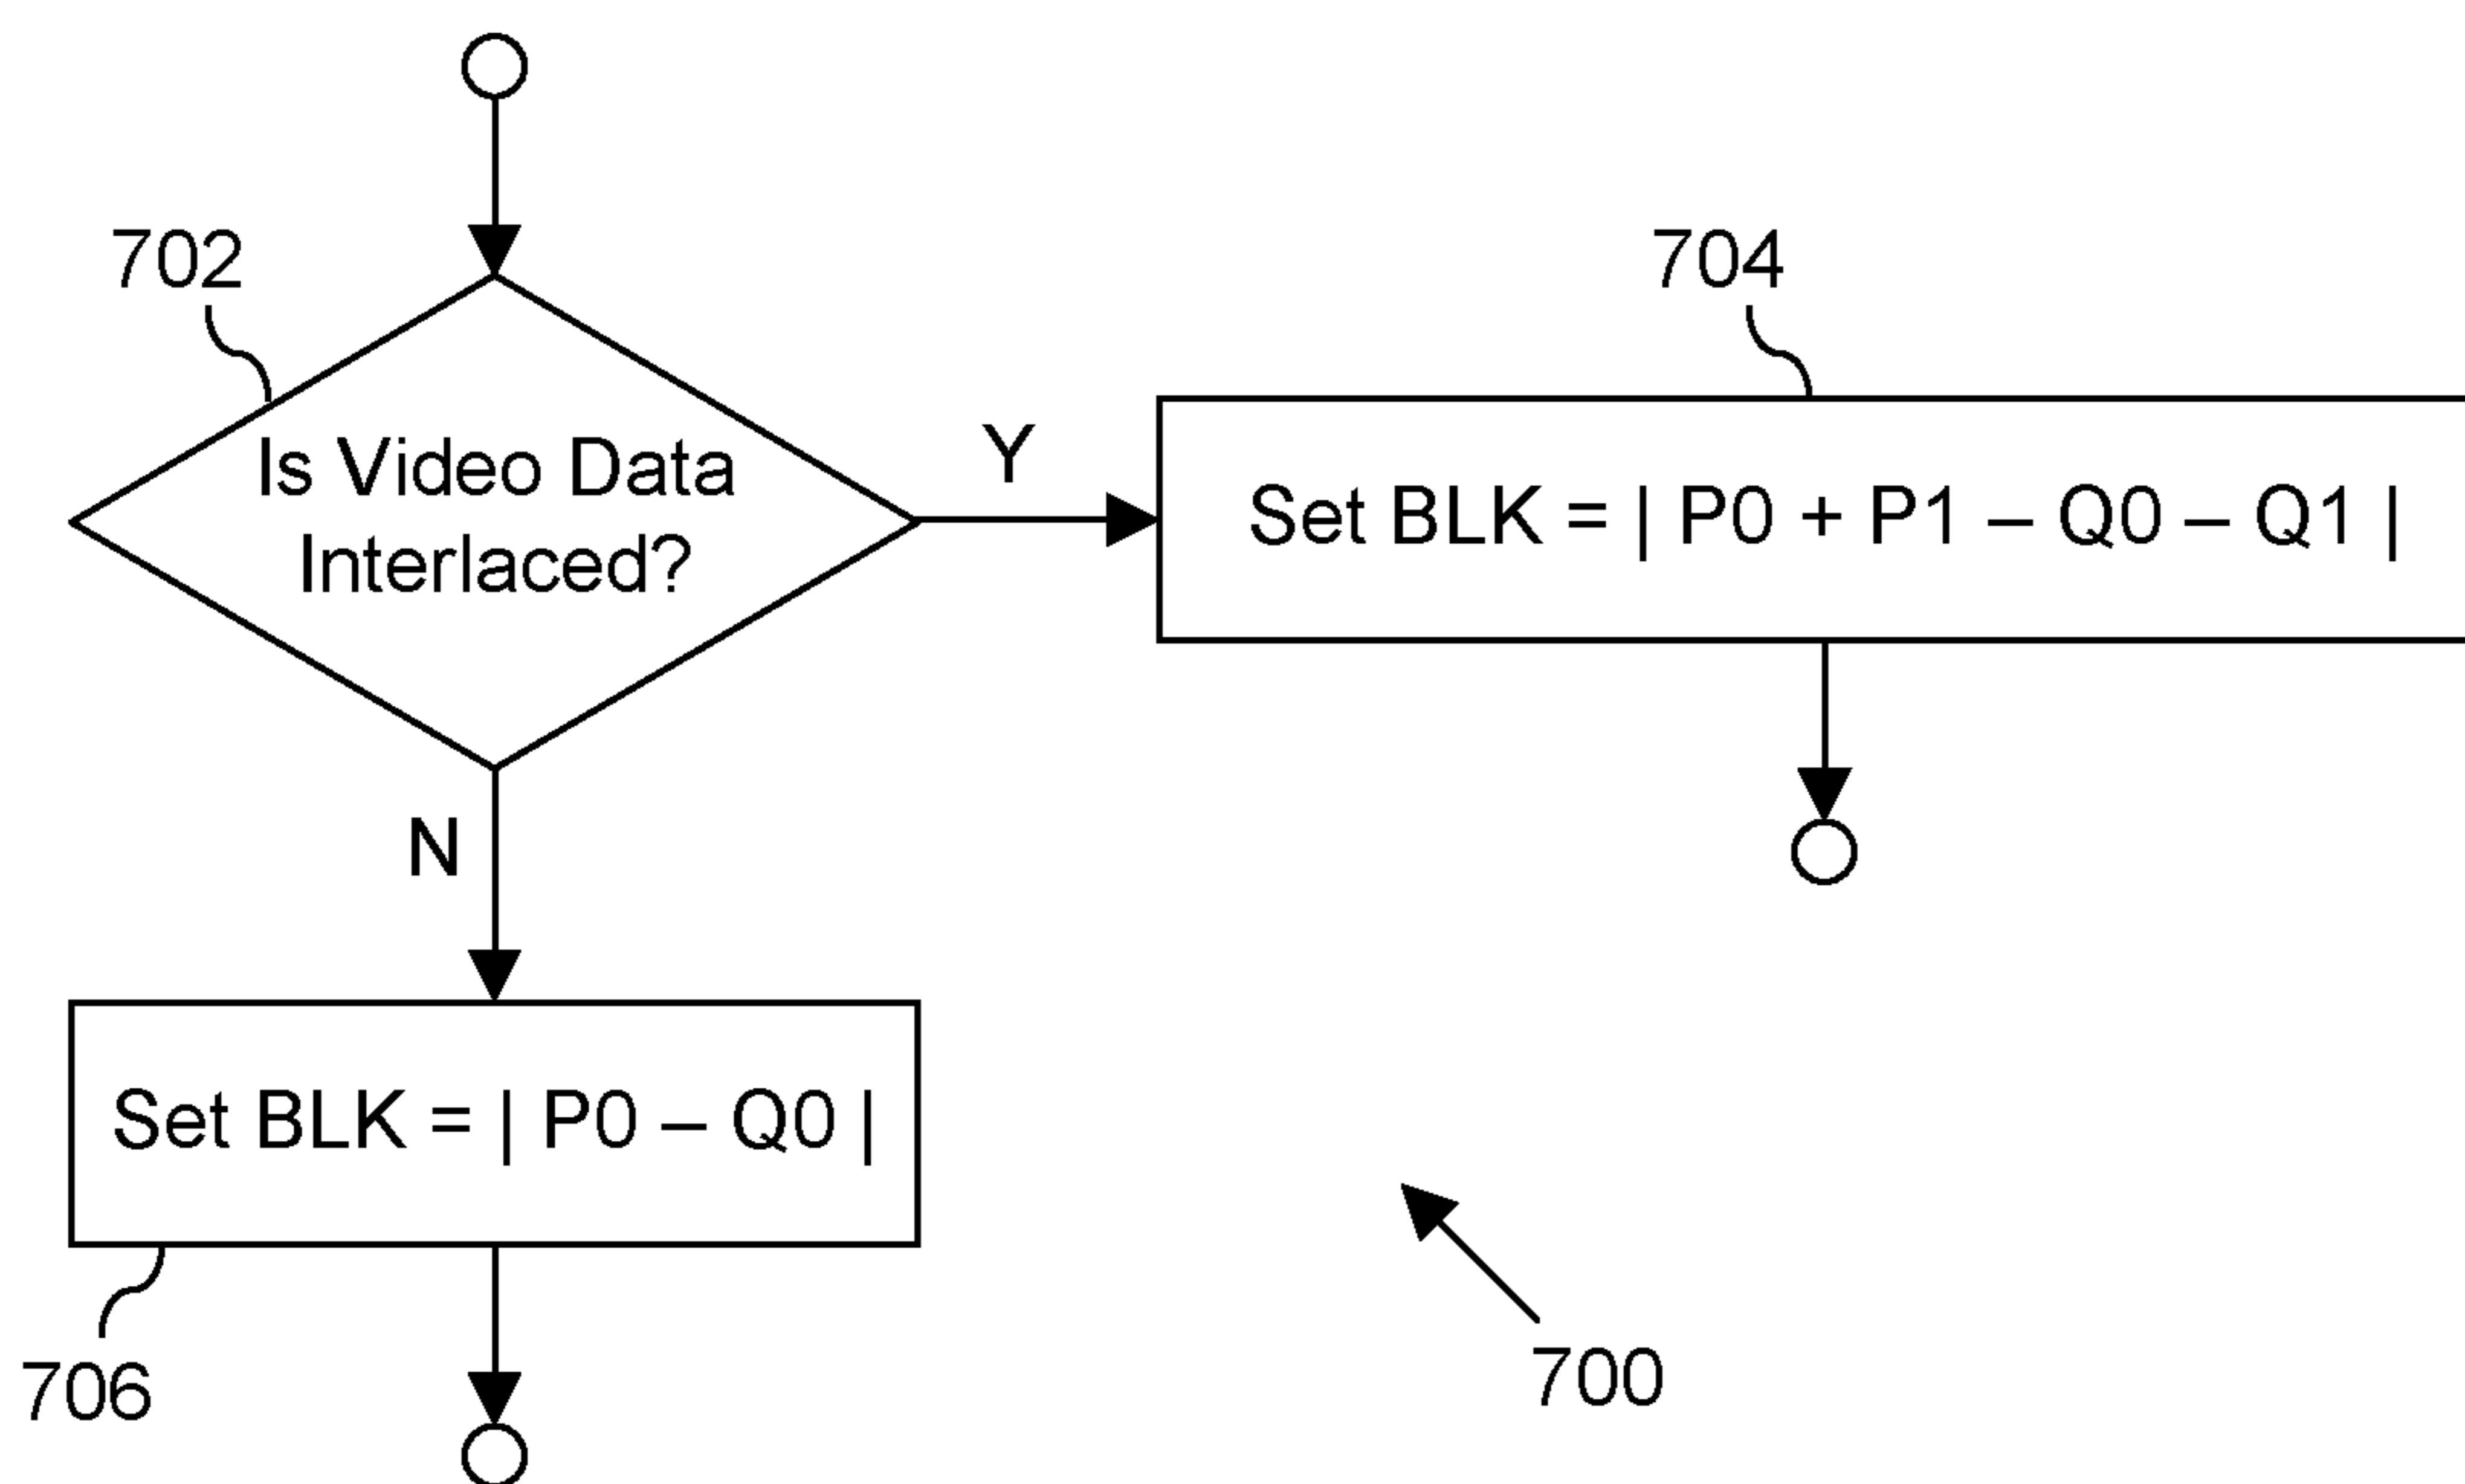 702
704
Is Video Data
Interlaced?
Y
Set BLK = | P0 + P1 – Q0 – Q1 |
N
Set BLK = | P0 – Q0 |
706
700